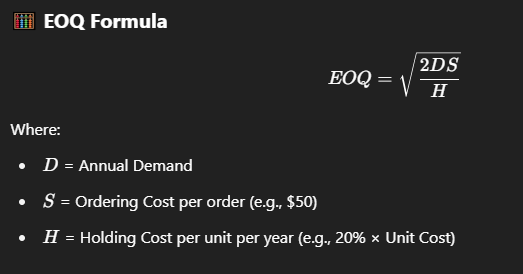 🧮 EOQ Formula
EOQ = √(2DS / H)
Where:
• D = Annual Demand
• S = Ordering Cost per order (e.g., $50)
• H = Holding Cost per unit per year (e.g., 20% × Unit Cost)